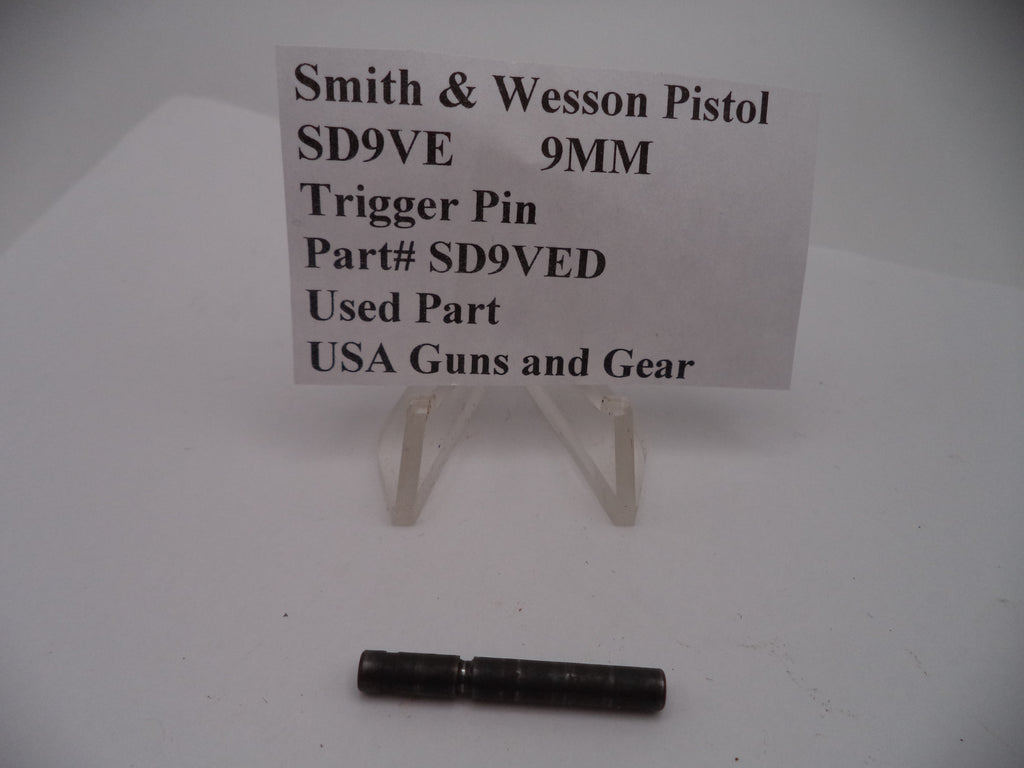 Smith & Wesson Pistol
SD9VE 9MM
Trigger Pin
Part# SD9VED
Used Part
USA Guns and Gear